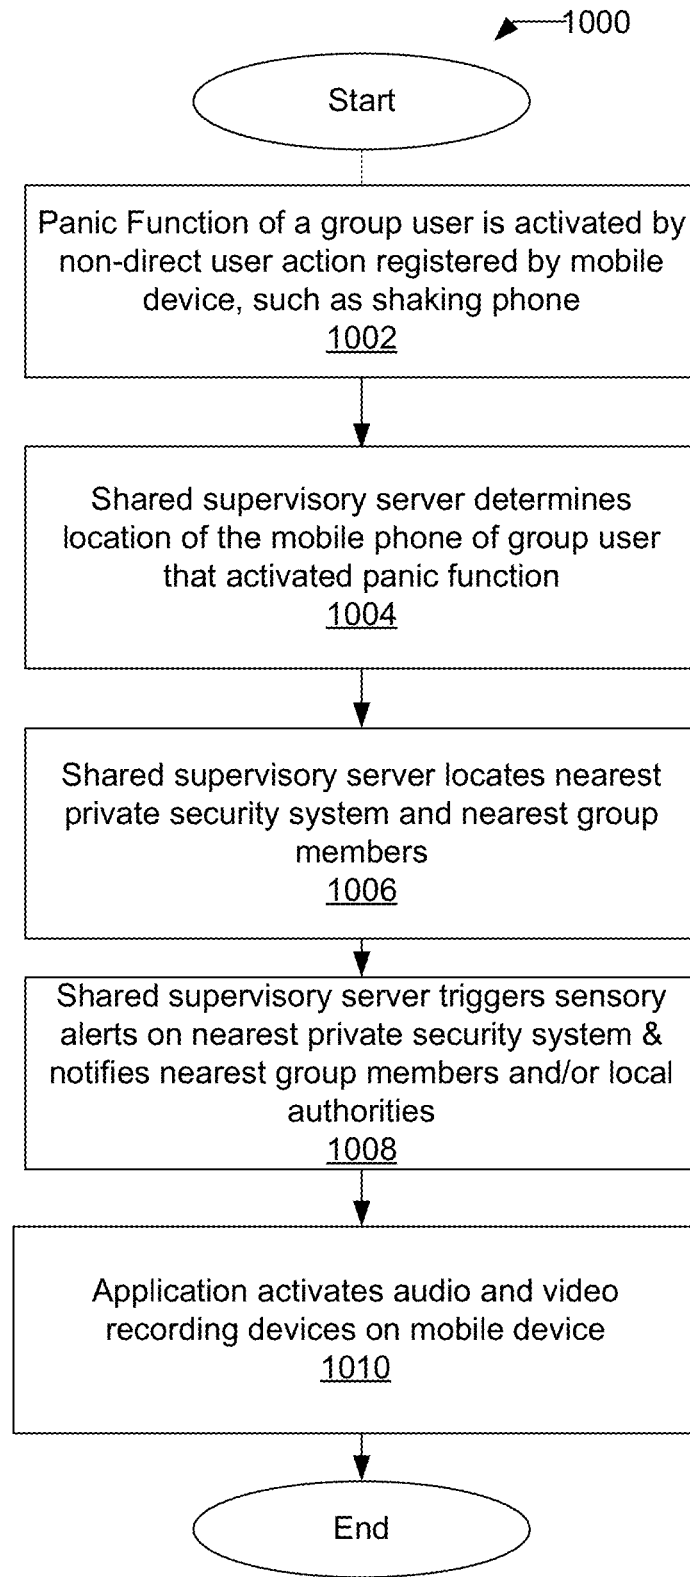 1000
Start
Panic Function of a group user is activated by
non-direct user action registered by mobile
device, such as shaking phone
1002
Shared supervisory server determines
location of the mobile phone of group user
that activated panic function
1004
Shared supervisory server locates nearest
private security system and nearest group
members
1006
Shared supervisory server triggers sensory
alerts on nearest private security system &
notifies nearest group members and/or local
authorities
1008
Application activates audio and video
recording devices on mobile device
1010
End